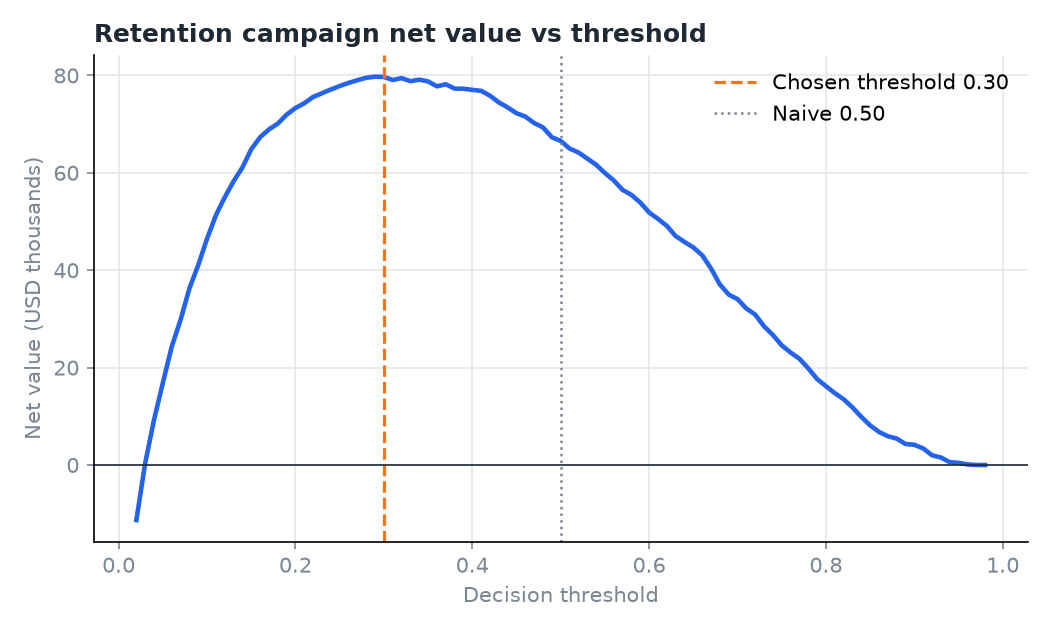 Retention campaign net value vs threshold
Chosen threshold 0.30
Naive 0.50
Net value (USD thousands)
80
60
40
20
0
0.0 0.2 0.4 0.6 0.8 1.0
Decision threshold